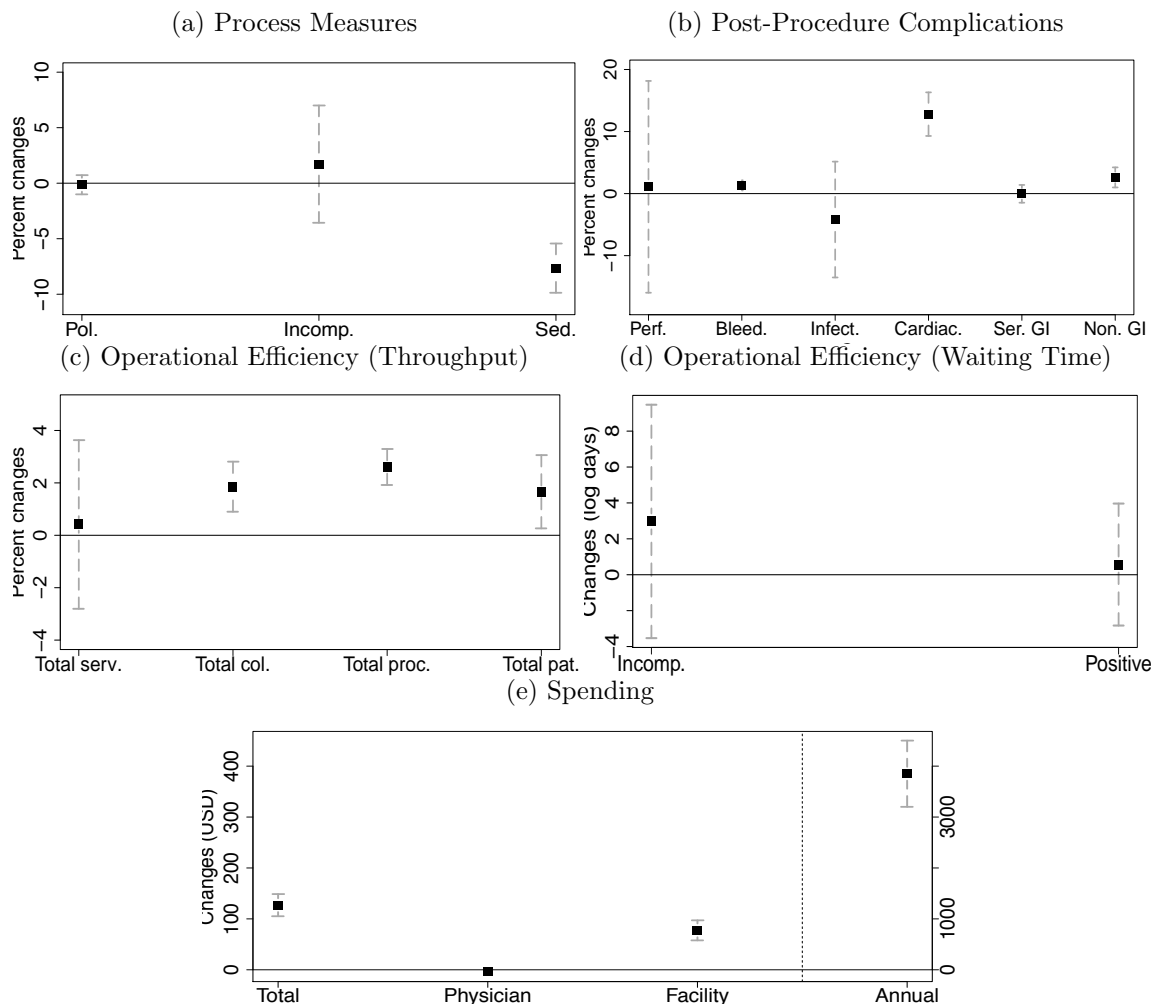 (a) Process Measures
(b) Post-Procedure Complications
Percent changes
10
5
0
−5
−10
Pol. Incomp. Sed.
Percent changes
20
10
0
−10
Perf. Bleed. Infect. Cardiac. Ser. GI Non. GI
(c) Operational Efficiency (Throughput)
(d) Operational Efficiency (Waiting Time)
Percent changes
4
2
0
−2
−4
Total serv. Total col. Total proc. Total pat.
Changes (log days)
8
6
4
2
0
−4
Incomp. Positive
(e) Spending
Changes (USD)
400
300
200
100
0
3000
1000
0
Total Physician Facility Annual